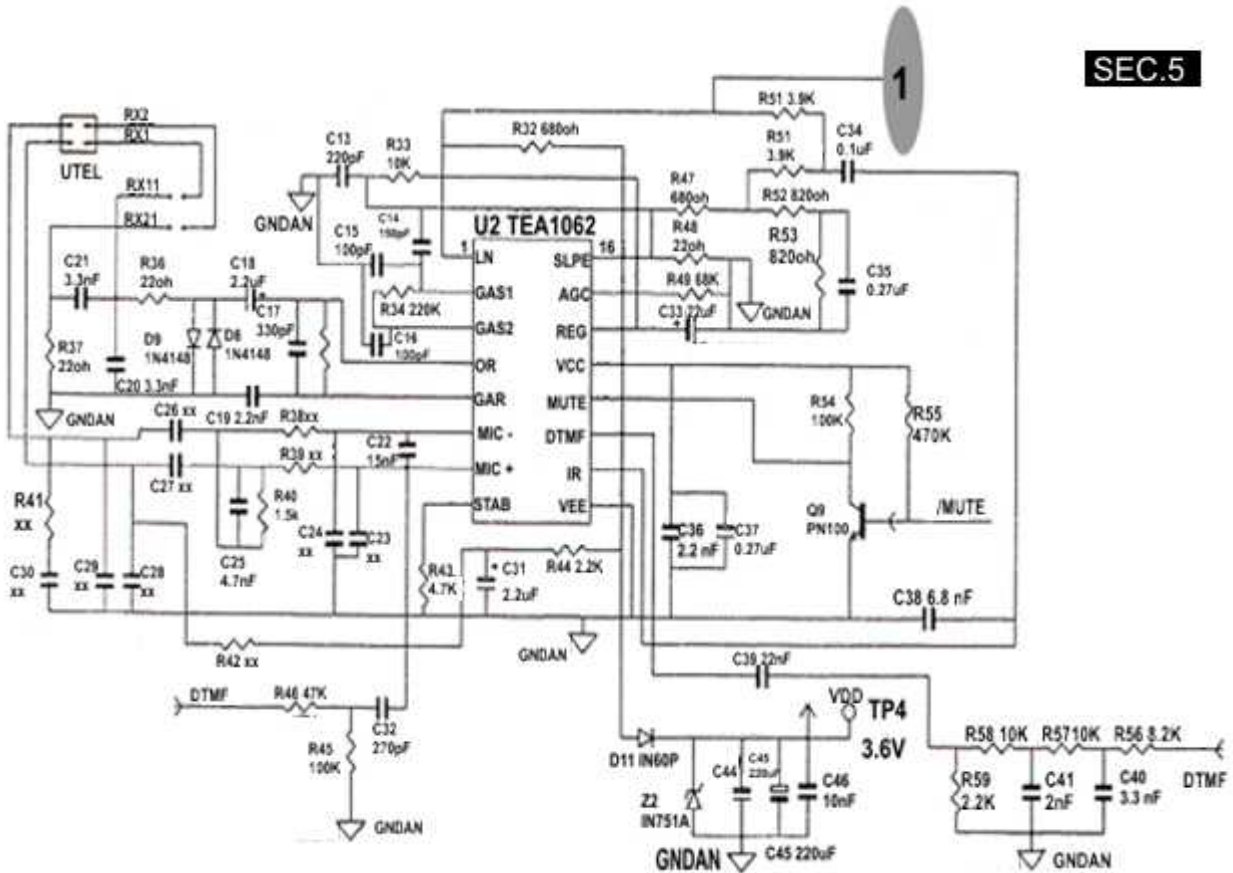 SEC.5
1
R51 3.9K
RX2
RX1
UTEL
RX11
RX21
C13
220pF
R33
10K
R32 680oh
R51
3.9K
C34
0.1uF
GNDAN
R47
680oh
R52 820oh
U2 TEA1062
1
16
C14
C15
100pF
R48
22oh
R53
820oh
LN
SLPE
C21
3.3nF
R36
22oh
C18
2.2uF
C17
330pF
R34 220K
GAS1
AGC
R49 68K
C35
0.27uF
C33 22uF
GNDAN
GAS2
REG
C16
100pF
D9
1N4148
D6
1N4148
R37
22oh
OR
VCC
C20 3.3nF
GAR
MUTE
R54
100K
R55
470K
GNDAN
C26 xx
C19 2.2nF
R38xx
C22
15nF
MIC -
DTMF
R39 xx
MIC +
IR
C27 xx
R41
xx
R40
1.5k
STAB
VEE
Q9
PN100
/MUTE
C36
2.2 nF
C37
0.27uF
C24
xx
C23
xx
C30
xx
C29
xx
C28
xx
C25
4.7nF
R43
4.7K
C31
2.2uF
R44 2.2K
C38 6.8 nF
R42 xx
GNDAN
C39 22nF
DTMF
R46 47K
C32
270pF
R45
100K
VDD
TP4
3.6V
D11 IN60P
C44
C45
220uF
C46
10nF
Z2
IN751A
R58 10K
R57 10K
R56 8.2K
R59
2.2K
C41
2nF
C40
3.3 nF
DTMF
GNDAN
GNDAN
C45 220uF
GNDAN